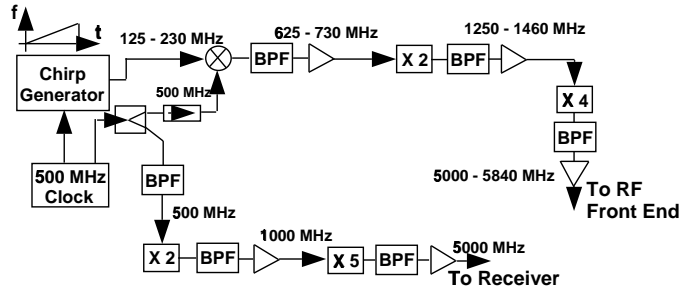 f
t
125 - 230 MHz
625 - 730 MHz
1250 - 1460 MHz
Chirp
Generator
BPF
X 2
BPF
500 MHz
X 4
BPF
500 MHz
Clock
BPF
5000 - 5840 MHz
To RF
Front End
500 MHz
1000 MHz
5000 MHz
X 2
BPF
X 5
BPF
To Receiver